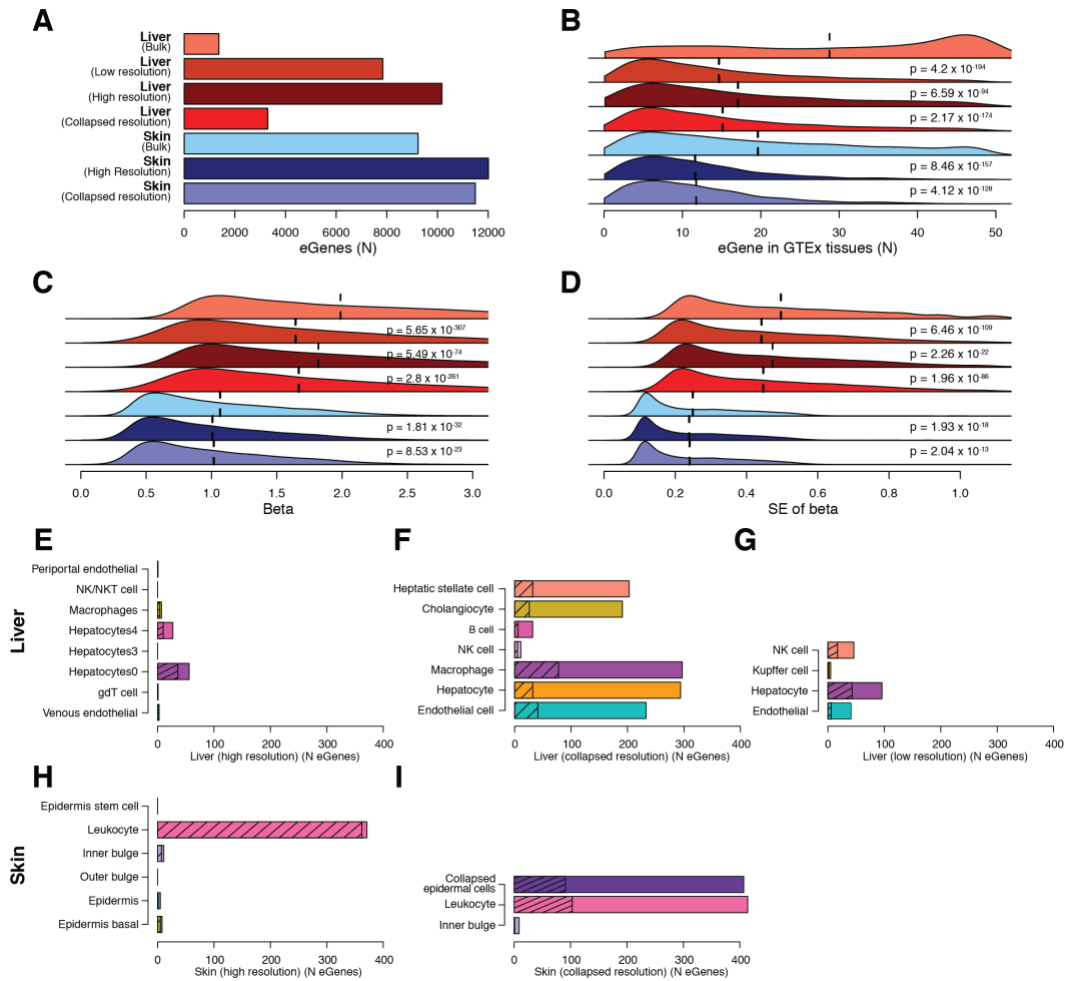 A
Liver
(Bulk)
Liver
(Low resolution)
Liver
(High resolution)
Liver
(Collapsed resolution)
Skin
(Bulk)
Skin
(High Resolution)
Skin
(Collapsed resolution)
0 2000 4000 6000 8000 10000 12000
eGenes (N)
B
p = 4.2 x 10-194
p = 6.59 x 10-94
p = 2.17 x 10-174
p = 8.46 x 10-157
p = 4.12 x 10-128
0 10 20 30 40 50
eGene in GTEx tissues (N)
C
p = 5.65 x 10-307
p = 5.49 x 10-74
p = 2.8 x 10-261
p = 1.81 x 10-32
p = 8.53 x 10-23
0.0 0.5 1.0 1.5 2.0 2.5 3.0
Beta
D
p = 6.46 x 10-109
p = 2.26 x 10-22
p = 1.96 x 10-86
p = 1.93 x 10-18
p = 2.04 x 10-13
0.0 0.2 0.4 0.6 0.8 1.0
SE of beta
Liver
E
Periportal endothelial
NK/NKT cell
Macrophages
Hepatocytes4
Hepatocytes3
Hepatocytes0
gdT cell
Venous endothelial
0 100 200 300 400
Liver (high resolution) (N eGenes)
F
Heptatic stellate cell
Cholangiocyte
B cell
NK cell
Macrophage
Hepatocyte
Endothelial cell
0 100 200 300 400
Liver (collapsed resolution) (N eGenes)
G
NK cell
Kupffer cell
Hepatocyte
Endothelial
0 100 200 300 400
Liver (low resolution) (N eGenes)
Skin
H
Epidermis stem cell
Leukocyte
Inner bulge
Outer bulge
Epidermis
Epidermis basal
0 100 200 300 400
Skin (high resolution) (N eGenes)
I
Collapsed
epidermal cells
Leukocyte
Inner bulge
0 100 200 300 400
Skin (collapsed resolution) (N eGenes)